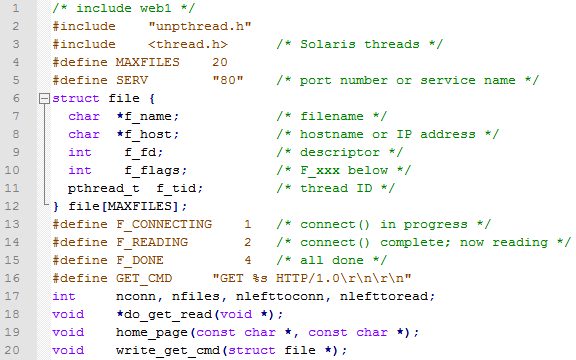 1 /* include web1 */
2 #include "unpthread.h"
3 #include <thread.h> /* Solaris threads */
4 #define MAXFILES 20
5 #define SERV "80" /* port number or service name */
6 struct file {
7 char *f_name; /* filename */
8 char *f_host; /* hostname or IP address */
9 int f_fd; /* descriptor */
10 int f_flags; /* F_xxx below */
11 pthread_t f_tid; /* thread ID */
12 } file[MAXFILES];
13 #define F_CONNECTING 1 /* connect() in progress */
14 #define F_READING 2 /* connect() complete; now reading */
15 #define F_DONE 4 /* all done */
16 #define GET_CMD "GET %s HTTP/1.0\r\n\r\n"
17 int nconn, nfiles, nlefttoconn, nlefttoread;
18 void *do_get_read(void *);
19 void home_page(const char *, const char *);
20 void write_get_cmd(struct file *);